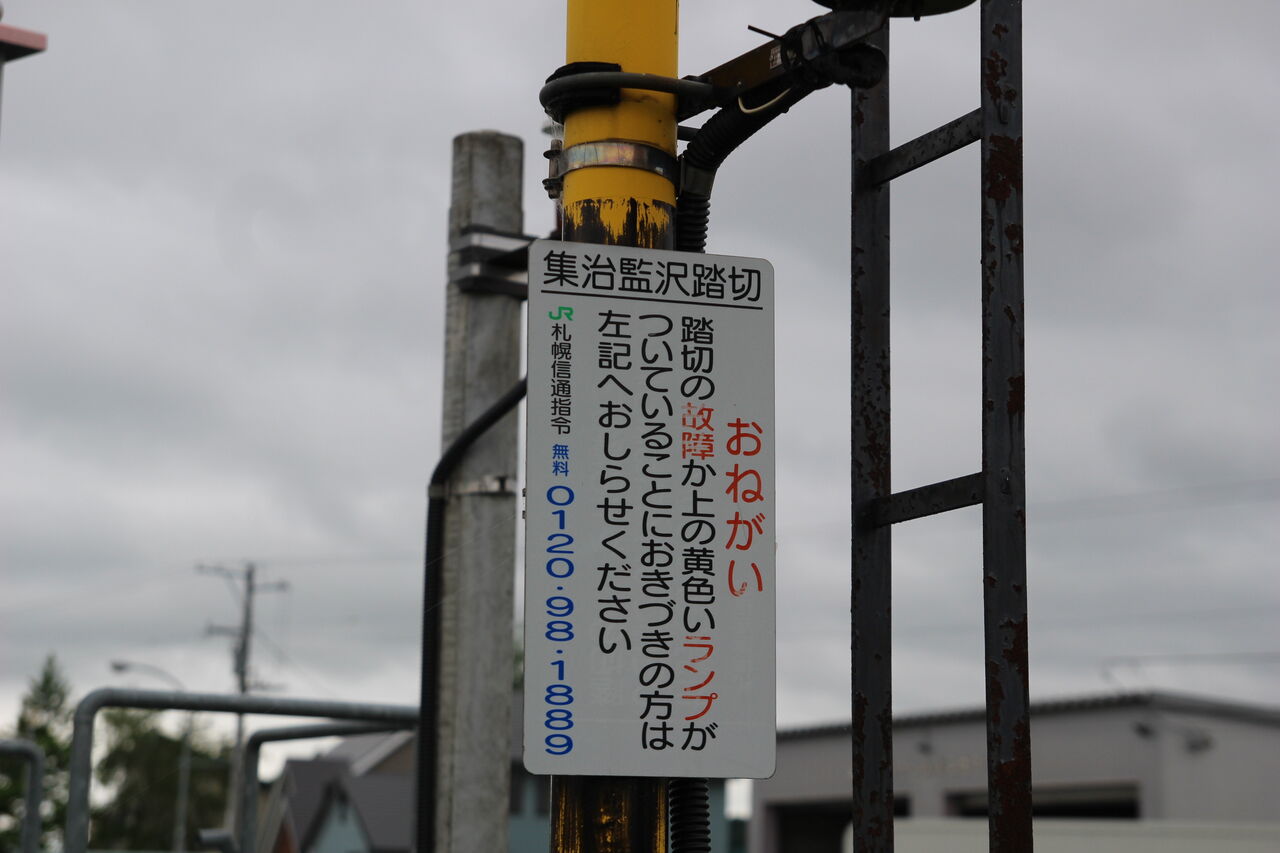 集治監沢踏切
おねがい
踏切の故障か上の黄色いランプが
ついていることにおきづきの方は
左記へおしらせください
JR札幌信通指令 無料 0120・98・1889